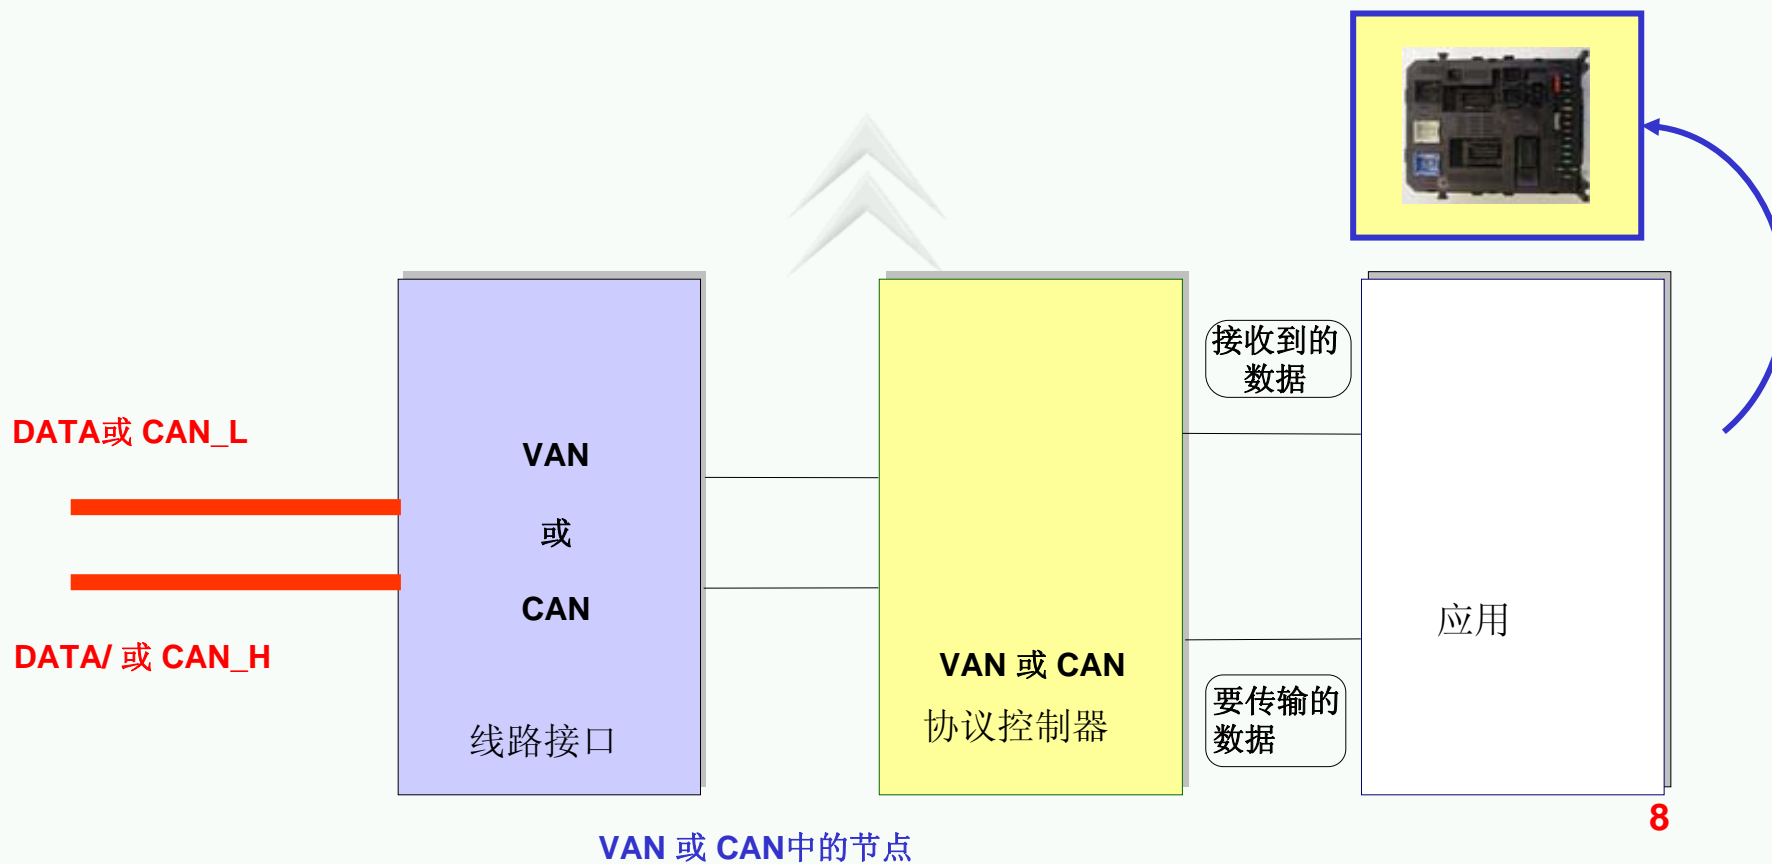 接收到的
数据
DATA或 CAN_L
VAN
或
CAN
线路接口
DATA/ 或 CAN_H
VAN 或 CAN
协议控制器
要传输的
数据
应用
8
VAN 或 CAN中的节点